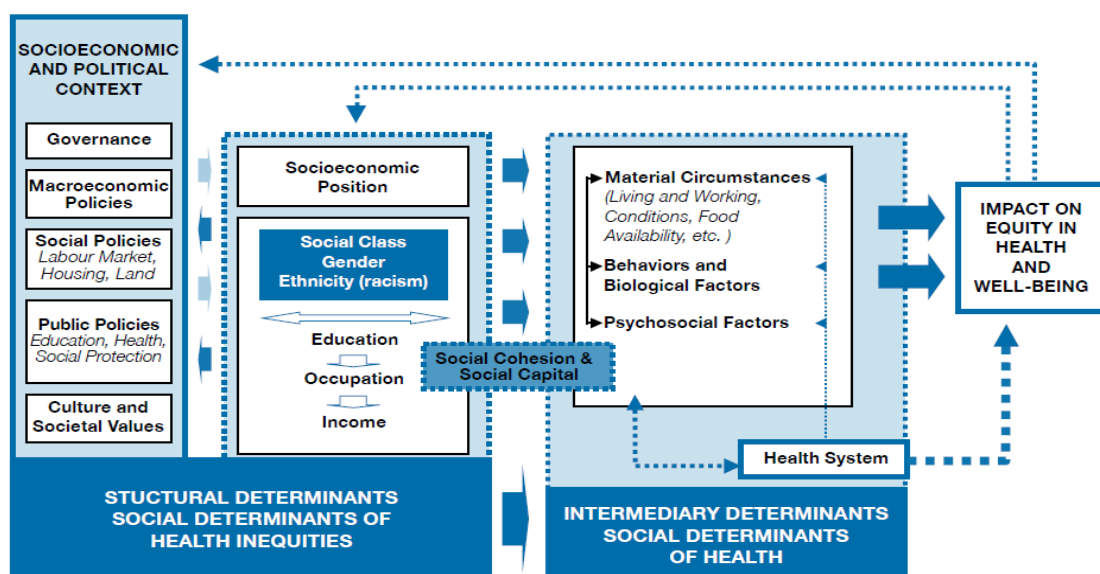 SOCIOECONOMIC
AND POLITICAL
CONTEXT
Governance
Macroeconomic
Policies
Social Policies
Labour Market,
Housing, Land
Public Policies
Education, Health,
Social Protection
Culture and
Societal Values
Socioeconomic
Position
Social Class
Gender
Ethnicity (racism)
Education
Occupation
Income
Social Cohesion &
Social Capital
Material Circumstances
(Living and Working,
Conditions, Food
Availability, etc. )
Behaviors and
Biological Factors
Psychosocial Factors
Health System
IMPACT ON
EQUITY IN
HEALTH
AND
WELL-BEING
STUCTURAL DETERMINANTS
SOCIAL DETERMINANTS OF
HEALTH INEQUITIES
INTERMEDIARY DETERMINANTS
SOCIAL DETERMINANTS
OF HEALTH